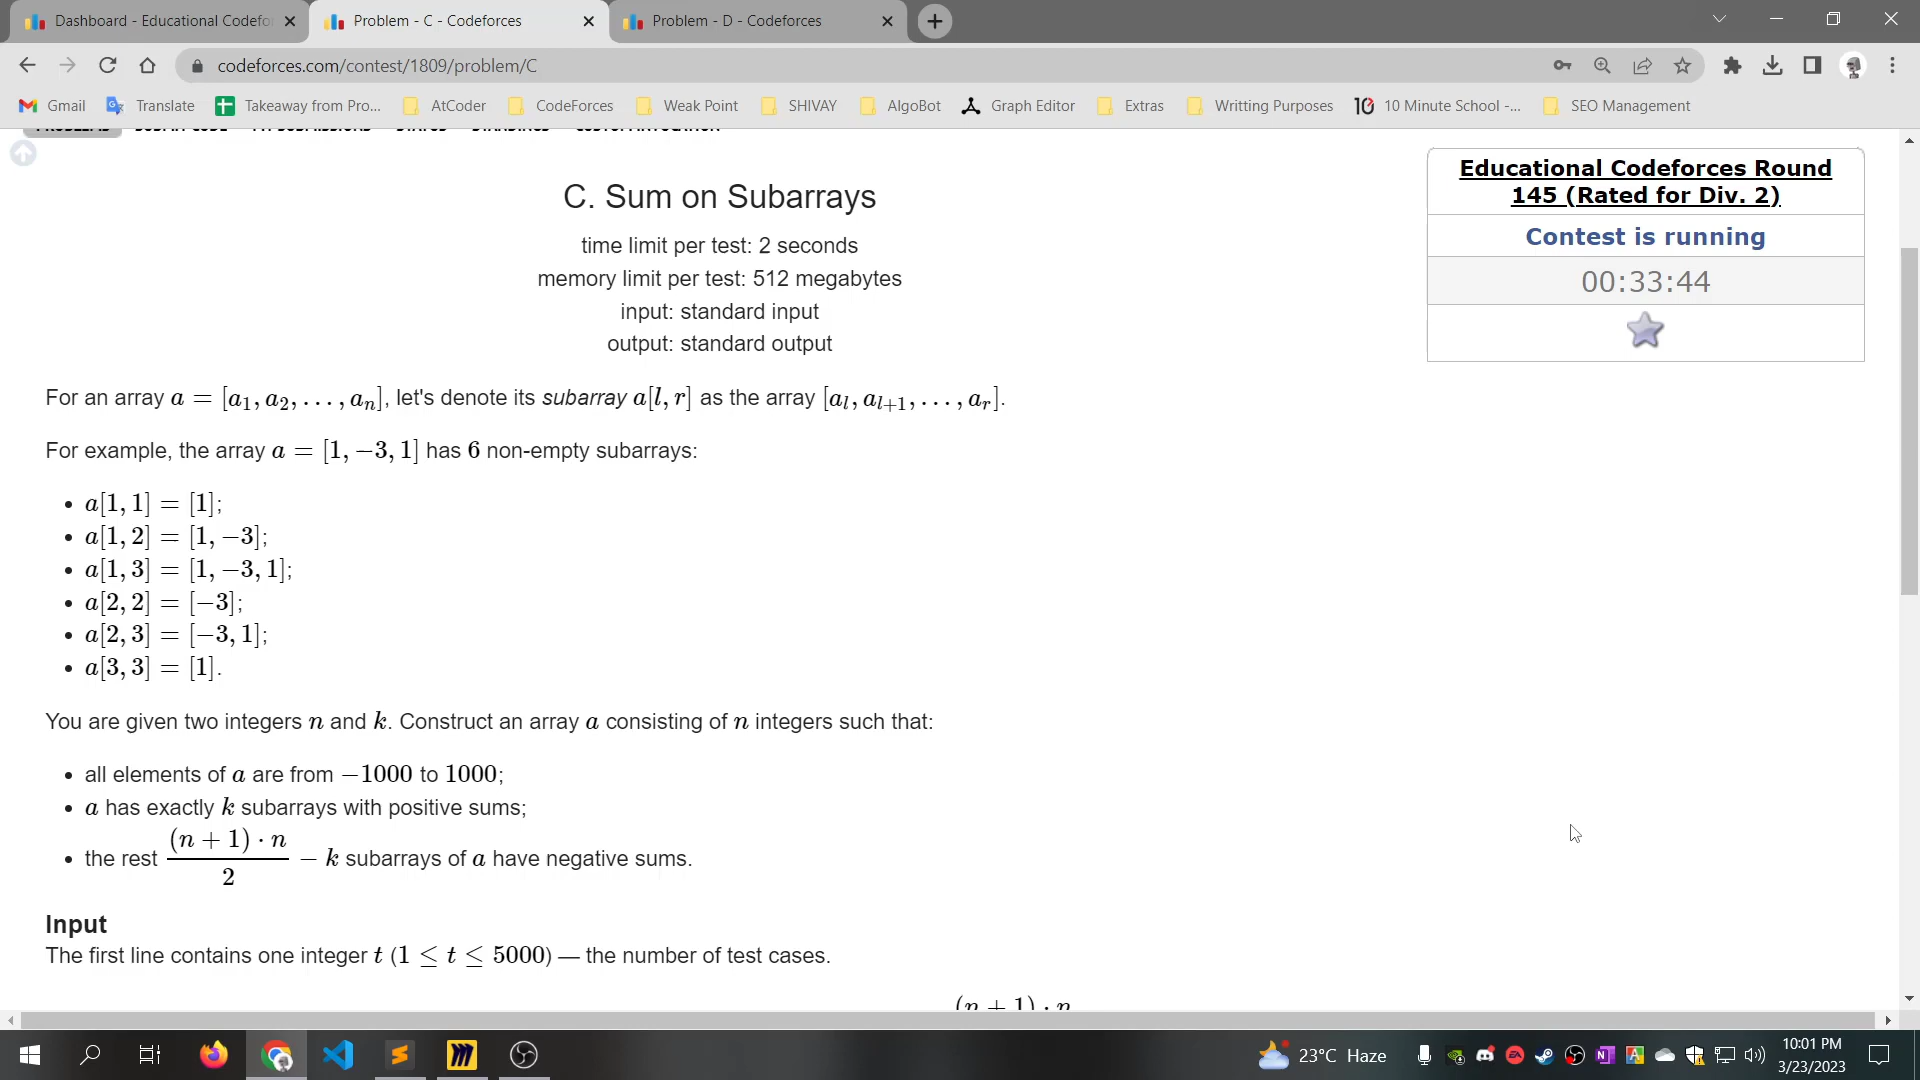 Dashboard - Educational Codefo
Problem - C - Codeforces
Problem - D - Codeforces
codeforces.com/contest/1809/problem/C
Gmail
Translate
Takeaway from Pro...
AtCoder
CodeForces
Weak Point
SHIVAY
AlgoBot
Graph Editor
Extras
Writting Purposes
10 Minute School -...
SEO Management
C. Sum on Subarrays
time limit per test: 2 seconds
memory limit per test: 512 megabytes
input: standard input
output: standard output
Educational Codeforces Round
145 (Rated for Div. 2)
Contest is running
00:33:44
For an array a = [a₁, a₂, …, aₙ], let's denote its subarray a[l, r] as the array [aₗ, aₗ₊₁, …, aᵣ].
For example, the array a = [1, −3, 1] has 6 non-empty subarrays:
• a[1, 1] = [1];
• a[1, 2] = [1, −3];
• a[1, 3] = [1, −3, 1];
• a[2, 2] = [−3];
• a[2, 3] = [−3, 1];
• a[3, 3] = [1].
You are given two integers n and k. Construct an array a consisting of n integers such that:
• all elements of a are from −1000 to 1000;
• a has exactly k subarrays with positive sums;
• the rest (n + 1) · n / 2 − k subarrays of a have negative sums.
Input
The first line contains one integer t (1 ≤ t ≤ 5000) — the number of test cases.
(n + 1) · n
23°C Haze
10:01 PM
3/23/2023